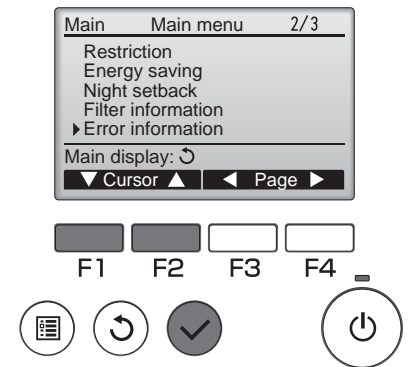 Main Main menu 2/3
Restriction
Energy saving
Night setback
Filter information
▶Error information
Main display: ↺
▼ Cursor ▲ ◀ Page ▶
F1 F2 F3 F4